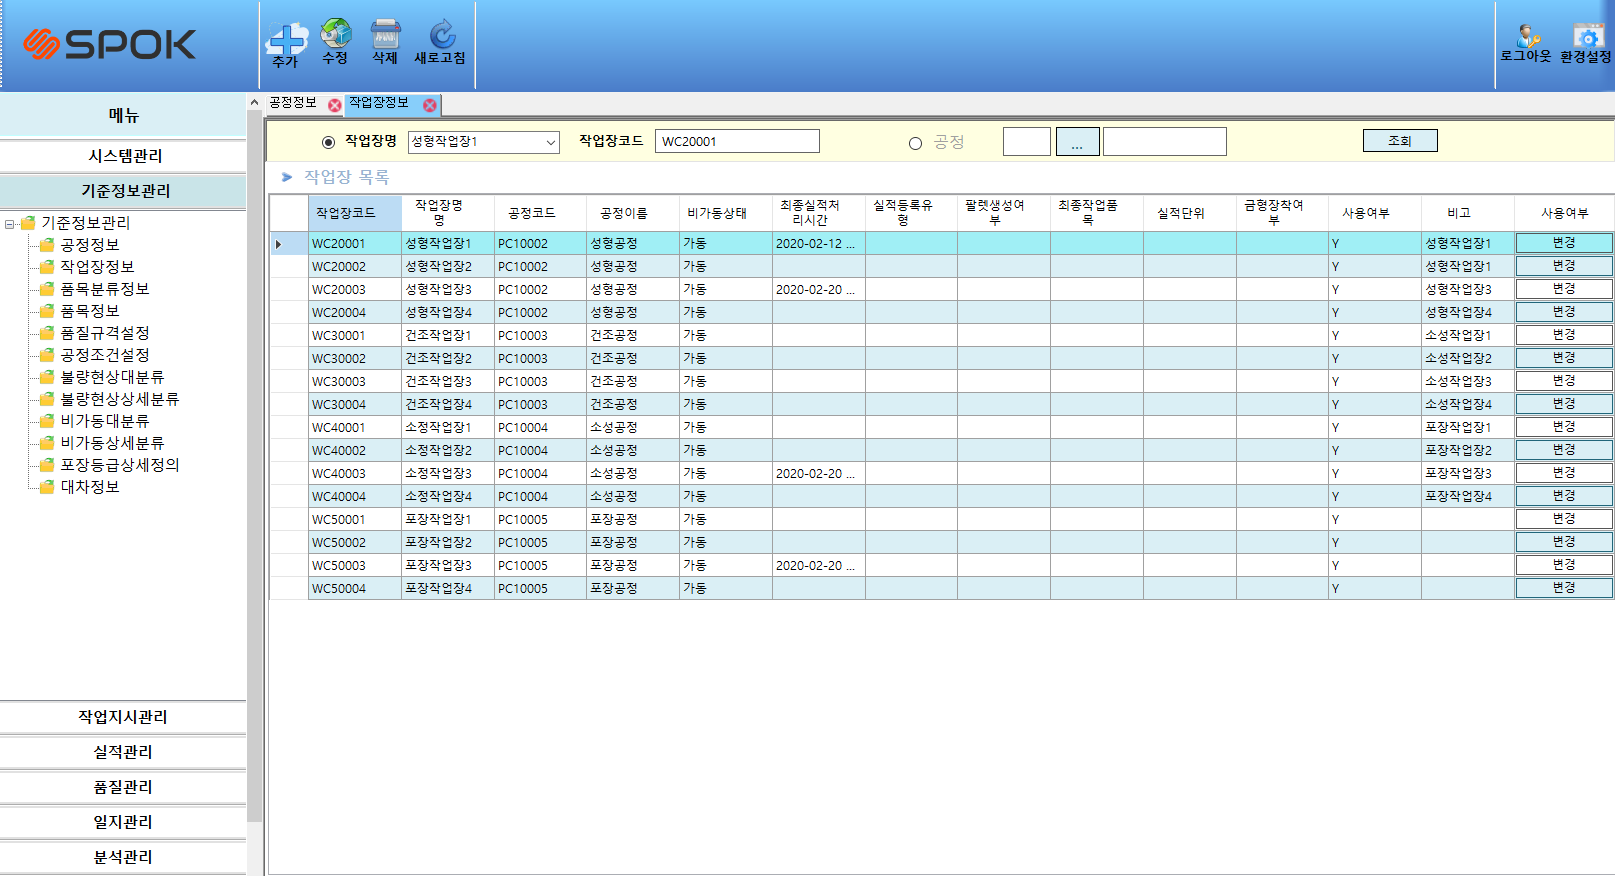 SPOK
추가
수정
삭제
새로고침
로그아웃
환경설정
메뉴
시스템관리
기준정보관리
기준정보관리
공정정보
작업장정보
품목분류정보
품목정보
품질규격설정
공정조건설정
불량현상대분류
불량현상상세분류
비가동대분류
비가동상세분류
포장등급상세정의
대차정보
작업지시관리
실적관리
품질관리
일지관리
분석관리
공정정보
작업장정보
작업장명 성형작업장1 작업장코드 WC20001 공정 ... 조회
작업장 목록
작업장코드 작업장명 공정코드 공정이름 비가동상태 최종실적처리시간 실적등록유형 팔렛생성여부 최종작업품목 실적단위 금형장착여부 사용여부 비고 사용여부
WC20001 성형작업장1 PC10002 성형공정 가동 2020-02-12 ... Y 성형작업장1 변경
WC20002 성형작업장2 PC10002 성형공정 가동 Y 성형작업장1 변경
WC20003 성형작업장3 PC10002 성형공정 가동 2020-02-20 ... Y 성형작업장3 변경
WC20004 성형작업장4 PC10002 성형공정 가동 Y 성형작업장4 변경
WC30001 건조작업장1 PC10003 건조공정 가동 Y 소성작업장1 변경
WC30002 건조작업장2 PC10003 건조공정 가동 Y 소성작업장2 변경
WC30003 건조작업장3 PC10003 건조공정 가동 Y 소성작업장3 변경
WC30004 건조작업장4 PC10003 건조공정 가동 Y 소성작업장4 변경
WC40001 소정작업장1 PC10004 소성공정 가동 Y 포장작업장1 변경
WC40002 소정작업장2 PC10004 소성공정 가동 Y 포장작업장2 변경
WC40003 소정작업장3 PC10004 소성공정 가동 2020-02-20 ... Y 포장작업장3 변경
WC40004 소정작업장4 PC10004 소성공정 가동 Y 포장작업장4 변경
WC50001 포장작업장1 PC10005 포장공정 가동 Y 변경
WC50002 포장작업장2 PC10005 포장공정 가동 Y 변경
WC50003 포장작업장3 PC10005 포장공정 가동 2020-02-20 ... Y 변경
WC50004 포장작업장4 PC10005 포장공정 가동 Y 변경